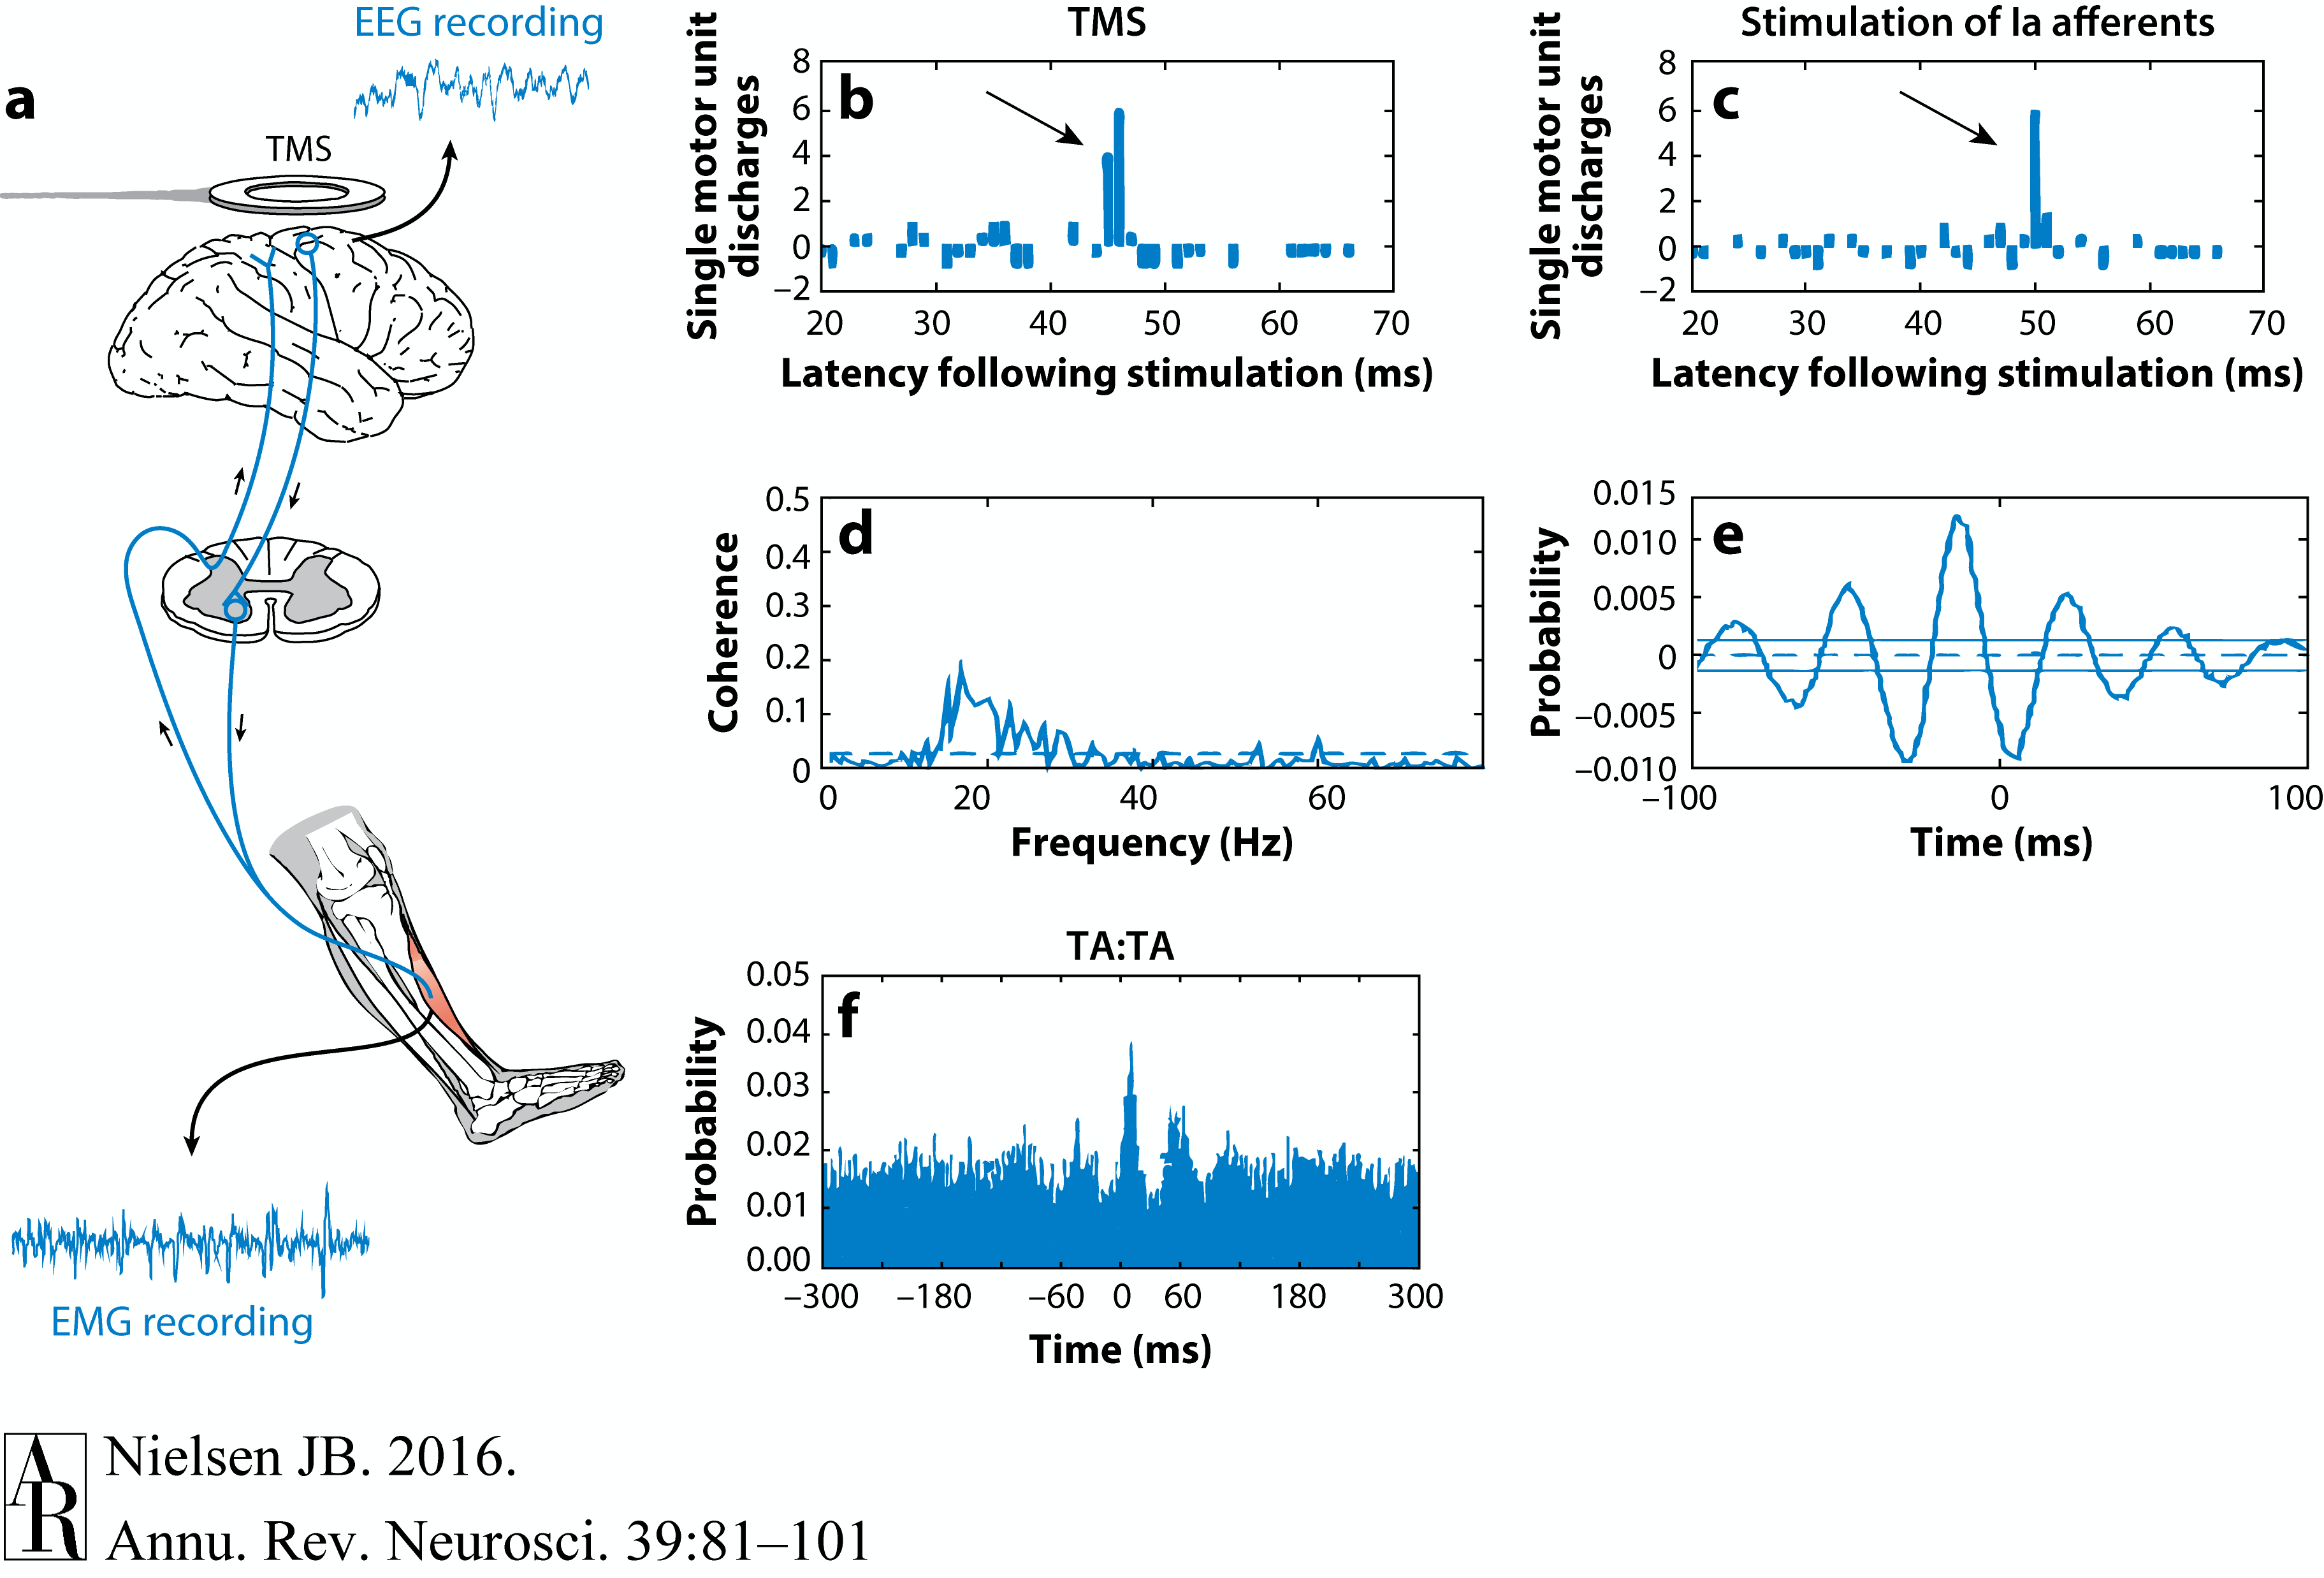 a
EEG recording
TMS
EMG recording
TMS
b
Single motor unit
discharges
8
6
4
2
0
−2
20 30 40 50 60 70
Latency following stimulation (ms)
Stimulation of Ia afferents
c
Single motor unit
discharges
8
6
4
2
0
−2
20 30 40 50 60 70
Latency following stimulation (ms)
d
Coherence
0.5
0.4
0.3
0.2
0.1
0
0 20 40 60
Frequency (Hz)
e
Probability
0.015
0.010
0.005
0
−0.005
−0.010
−100 0 100
Time (ms)
TA:TA
f
Probability
0.05
0.04
0.03
0.02
0.01
0.00
−300 −180 −60 0 60 180 300
Time (ms)
AR
Nielsen JB. 2016.
Annu. Rev. Neurosci. 39:81–101